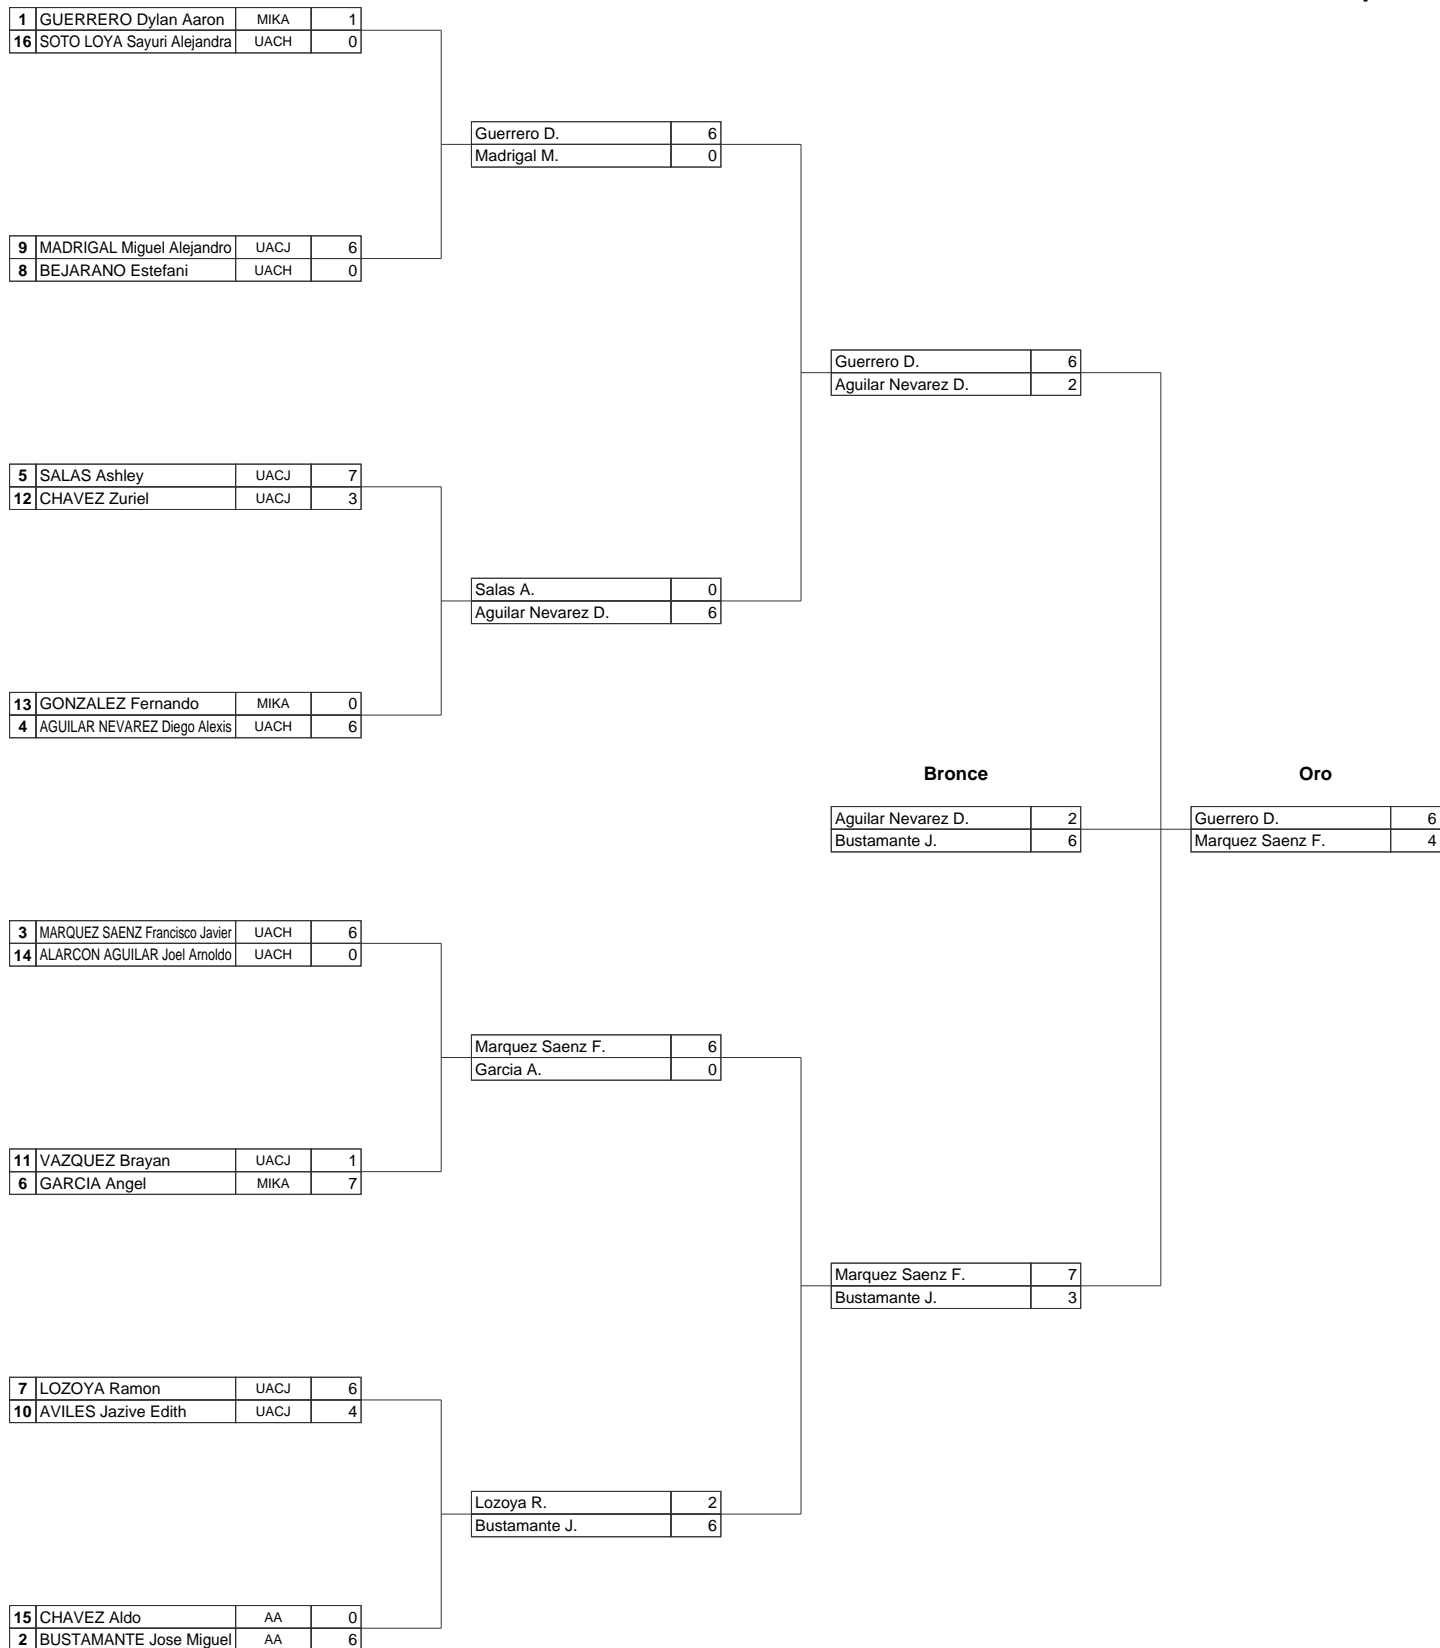 1 GUERRERO Dylan Aaron MIKA 1
16 SOTO LOYA Sayuri Alejandra UACH 0
Guerrero D. 6
Madrigal M. 0
9 MADRIGAL Miguel Alejandro UACJ 6
8 BEJARANO Estefani UACH 0
Guerrero D. 6
Aguilar Nevarez D. 2
5 SALAS Ashley UACJ 7
12 CHAVEZ Zuriel UACJ 3
Salas A. 0
Aguilar Nevarez D. 6
13 GONZALEZ Fernando MIKA 0
4 AGUILAR NEVAREZ Diego Alexis UACH 6
Bronce Oro
Aguilar Nevarez D. 2 Guerrero D. 6
Bustamante J. 6 Marquez Saenz F. 4
3 MARQUEZ SAENZ Francisco Javier UACH 6
14 ALARCON AGUILAR Joel Arnoldo UACH 0
Marquez Saenz F. 6
Garcia A. 0
11 VAZQUEZ Brayan UACJ 1
6 GARCIA Angel MIKA 7
Marquez Saenz F. 7
Bustamante J. 3
7 LOZOYA Ramon UACJ 6
10 AVILES Jazive Edith UACJ 4
Lozoya R. 2
Bustamante J. 6
15 CHAVEZ Aldo AA 0
2 BUSTAMANTE Jose Miguel AA 6